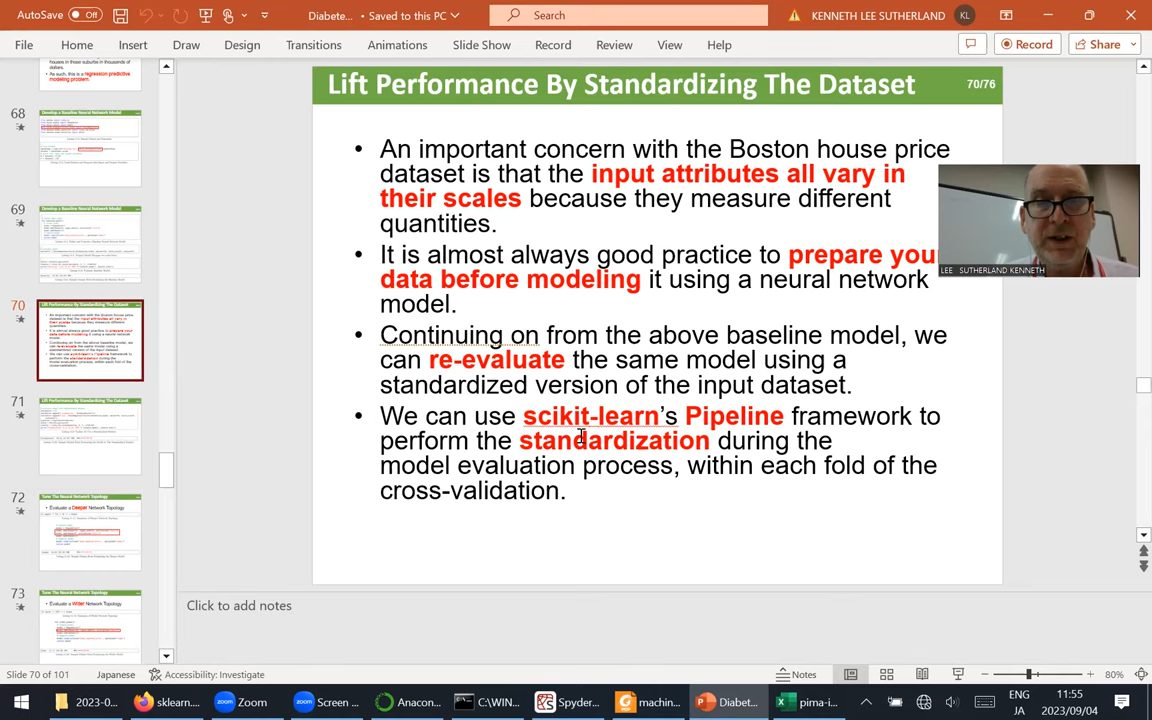 AutoSave Off Diabete... • Saved to this PC Search KENNETH LEE SUTHERLAND KL
File Home Insert Draw Design Transitions Animations Slide Show Record Review View Help Record Share
68
69
70
71
72
73
Lift Performance By Standardizing The Dataset 70/76
• An important concern with the Boston house price
dataset is that the input attributes all vary in
their scales because they measure different
quantities.
• It is almost always good practice to prepare you
data before modeling it using a neural network
model.
• Continuing on from the above baseline model, we
can re-evaluate the same model using a
standardized version of the input dataset.
• We can use scikit-learn's Pipeline framework to
perform the standardization during the
model evaluation process, within each fold of the
cross-validation.
LEE SUTHERLAND KENNETH
Click to add notes
Slide 70 of 101 Japanese Accessibility: Investigate Notes 80%
2023-0... sklearn... Zoom Screen ... Anacon... C:\WIN... Spyder... machin... Diabet... pima-i... ENG 11:55
JA 2023/09/04